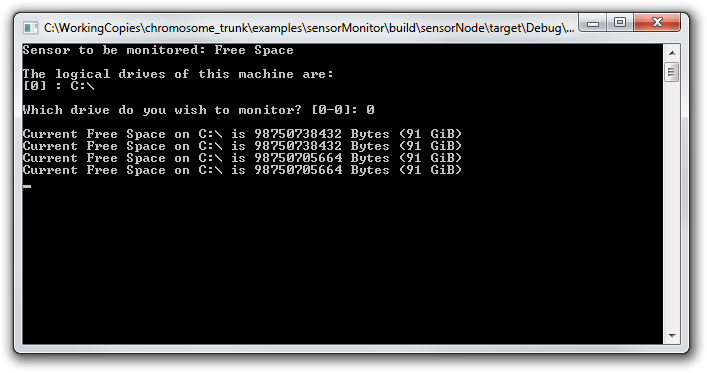 C:\WorkingCopies\chromosome_trunk\examples\sensorMonitor\build\sensorNode\target\Debug\...
Sensor to be monitored: Free Space
The logical drives of this machine are:
[0] : C:\
Which drive do you wish to monitor? [0-0]: 0
Current Free Space on C:\ is 98750738432 Bytes (91 GiB)
Current Free Space on C:\ is 98750738432 Bytes (91 GiB)
Current Free Space on C:\ is 98750705664 Bytes (91 GiB)
Current Free Space on C:\ is 98750705664 Bytes (91 GiB)